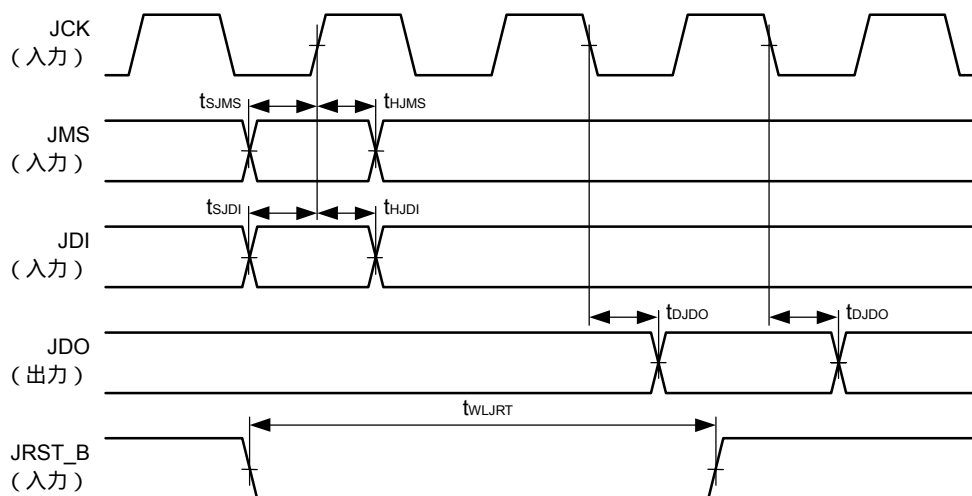 JCK
（入力）
tSJMS
tHJMS
JMS
（入力）
tSJDI
tHJDI
JDI
（入力）
tDJDO
tDJDO
JDO
（出力）
tWLJRT
JRST_B
（入力）